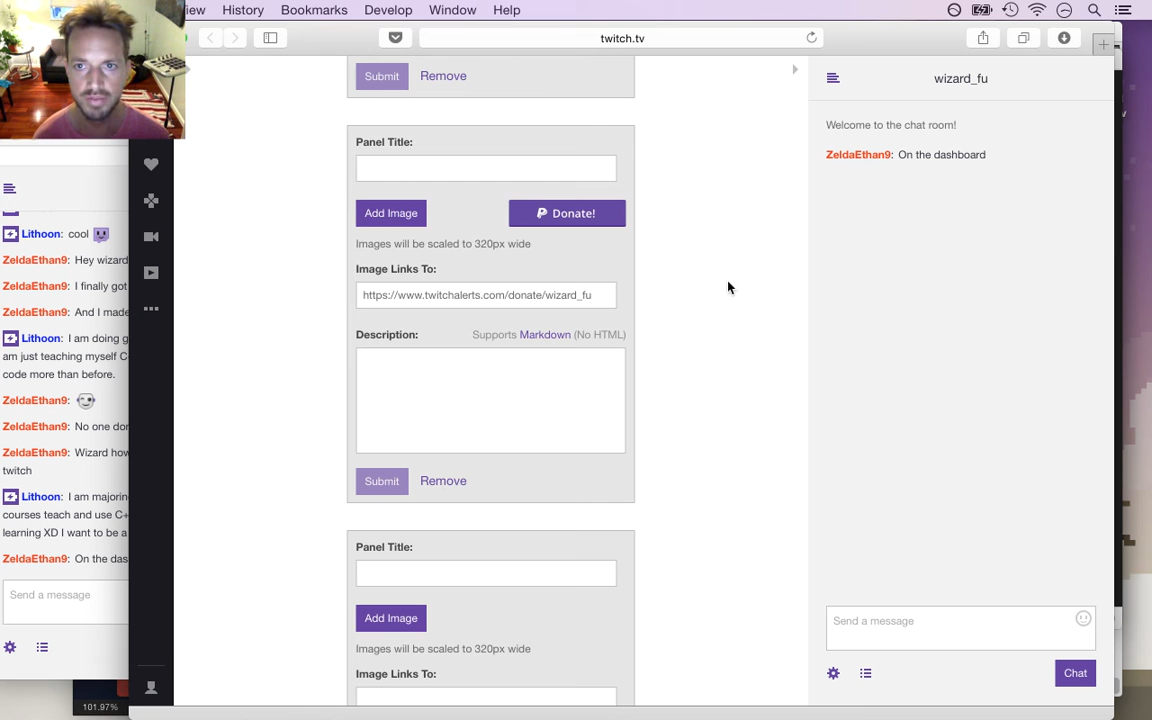 iew History Bookmarks Develop Window Help
twitch.tv
Submit Remove
Panel Title:
Add Image
Donate!
Images will be scaled to 320px wide
Image Links To:
https://www.twitchalerts.com/donate/wizard_fu
Description: Supports Markdown (No HTML)
Submit Remove
Panel Title:
Add Image
Images will be scaled to 320px wide
Image Links To:
wizard_fu
Welcome to the chat room!
ZeldaEthan9: On the dashboard
Send a message
Chat
Lithoon: cool
ZeldaEthan9: Hey wizard
ZeldaEthan9: I finally got
ZeldaEthan9: And I made
Lithoon: I am doing g
am just teaching myself C
code more than before.
ZeldaEthan9:
ZeldaEthan9: No one don
ZeldaEthan9: Wizard how
twitch
Lithoon: I am majorin
courses teach and use C+
learning XD I want to be a
ZeldaEthan9: On the das
Send a message
101.97%